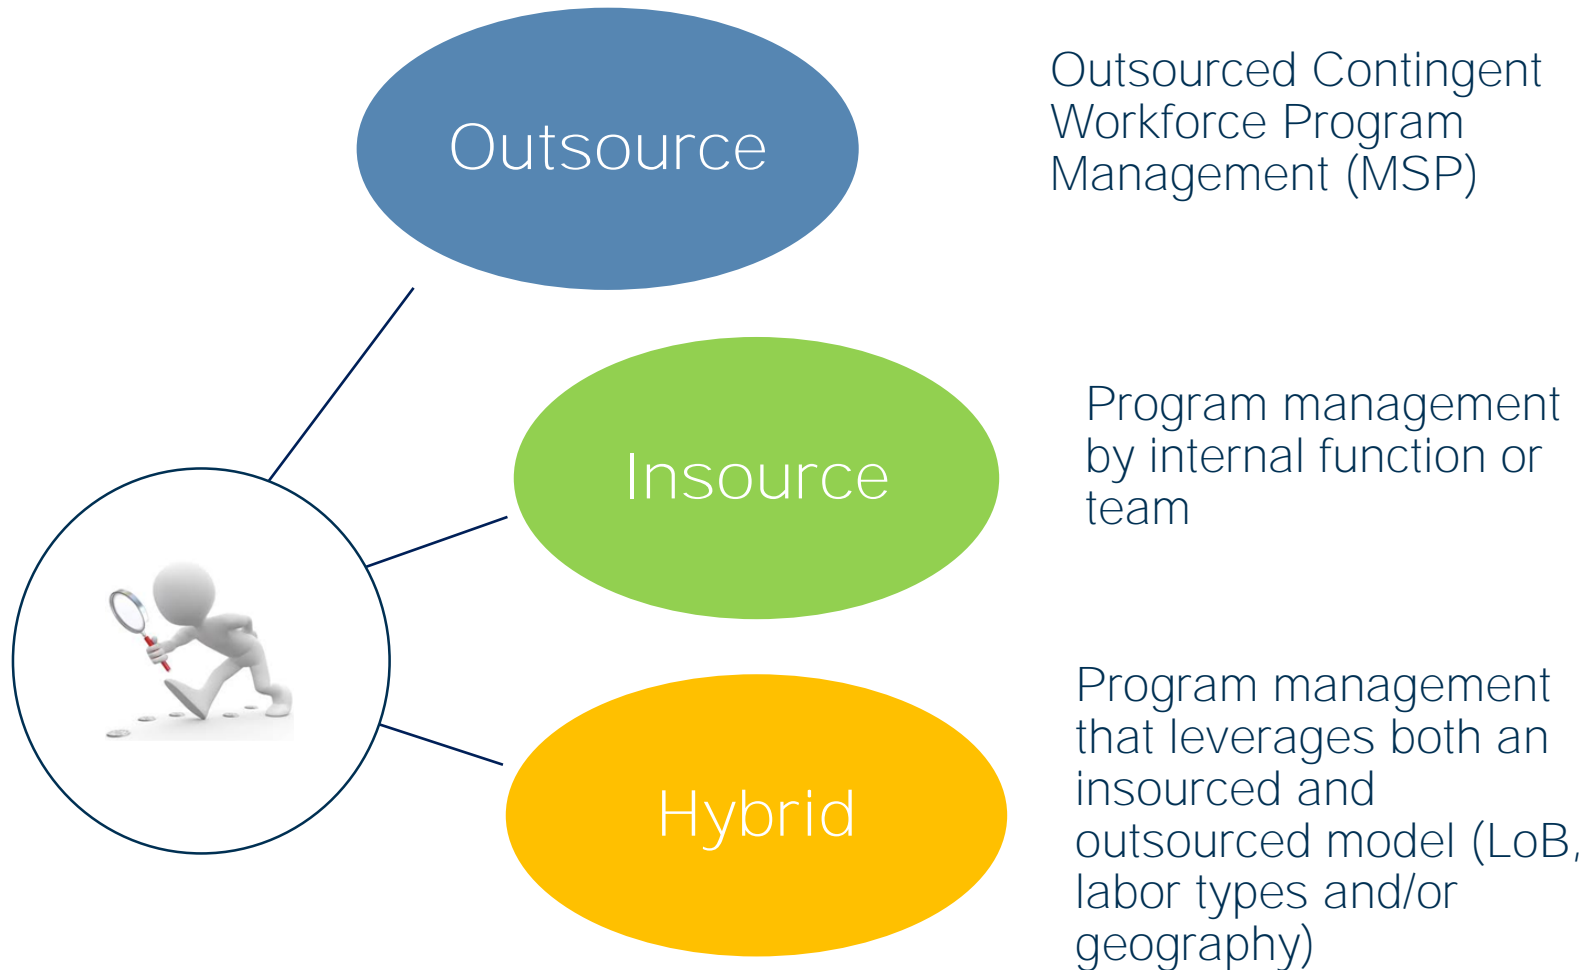 Outsource
Outsourced Contingent
Workforce Program
Management (MSP)
Insource
Program management
by internal function or
team
Hybrid
Program management
that leverages both an
insourced and
outsourced model (LoB,
labor types and/or
geography)